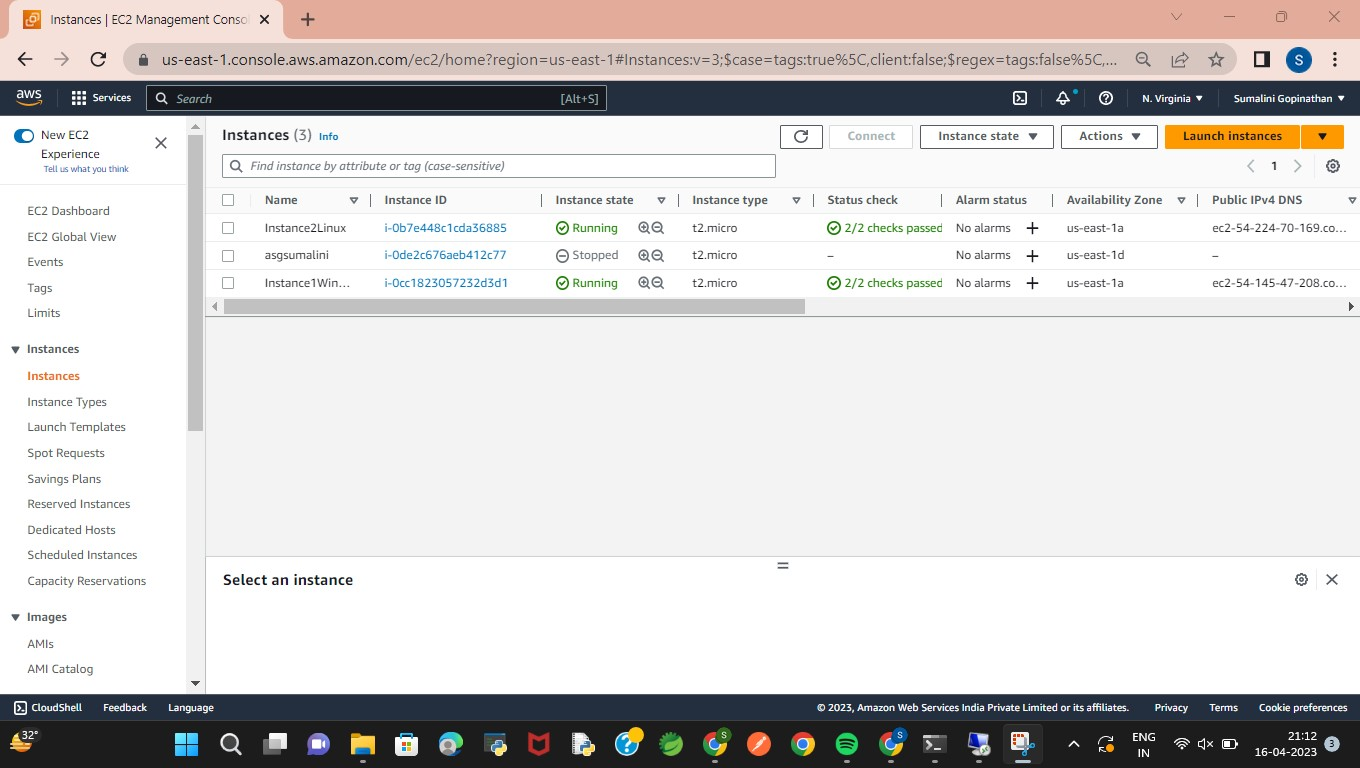 Instances | EC2 Management Conso
us-east-1.console.aws.amazon.com/ec2/home?region=us-east-1#Instances:v=3;$case=tags:true%5C,client:false;$regex=tags:false%5C,...
S
aws
Services
Search
[Alt+S]
N. Virginia
Sumalini Gopinathan
New EC2
Experience
Tell us what you think
EC2 Dashboard
EC2 Global View
Events
Tags
Limits
Instances
Instances
Instance Types
Launch Templates
Spot Requests
Savings Plans
Reserved Instances
Dedicated Hosts
Scheduled Instances
Capacity Reservations
Images
AMIs
AMI Catalog
Instances (3) Info
Connect
Instance state
Actions
Launch instances
Find instance by attribute or tag (case-sensitive)
1
Name Instance ID Instance state Instance type Status check Alarm status Availability Zone Public IPv4 DNS
Instance2Linux i-0b7e448c1cda36885 Running t2.micro 2/2 checks passed No alarms + us-east-1a ec2-54-224-70-169.co...
asgsumalini i-0de2c676aeb412c77 Stopped t2.micro – No alarms + us-east-1d –
Instance1Win... i-0cc1823057232d3d1 Running t2.micro 2/2 checks passed No alarms + us-east-1a ec2-54-145-47-208.co...
Select an instance
CloudShell Feedback Language
© 2023, Amazon Web Services India Private Limited or its affiliates. Privacy Terms Cookie preferences
32°
S
S
ENG
IN
21:12
16-04-2023
3